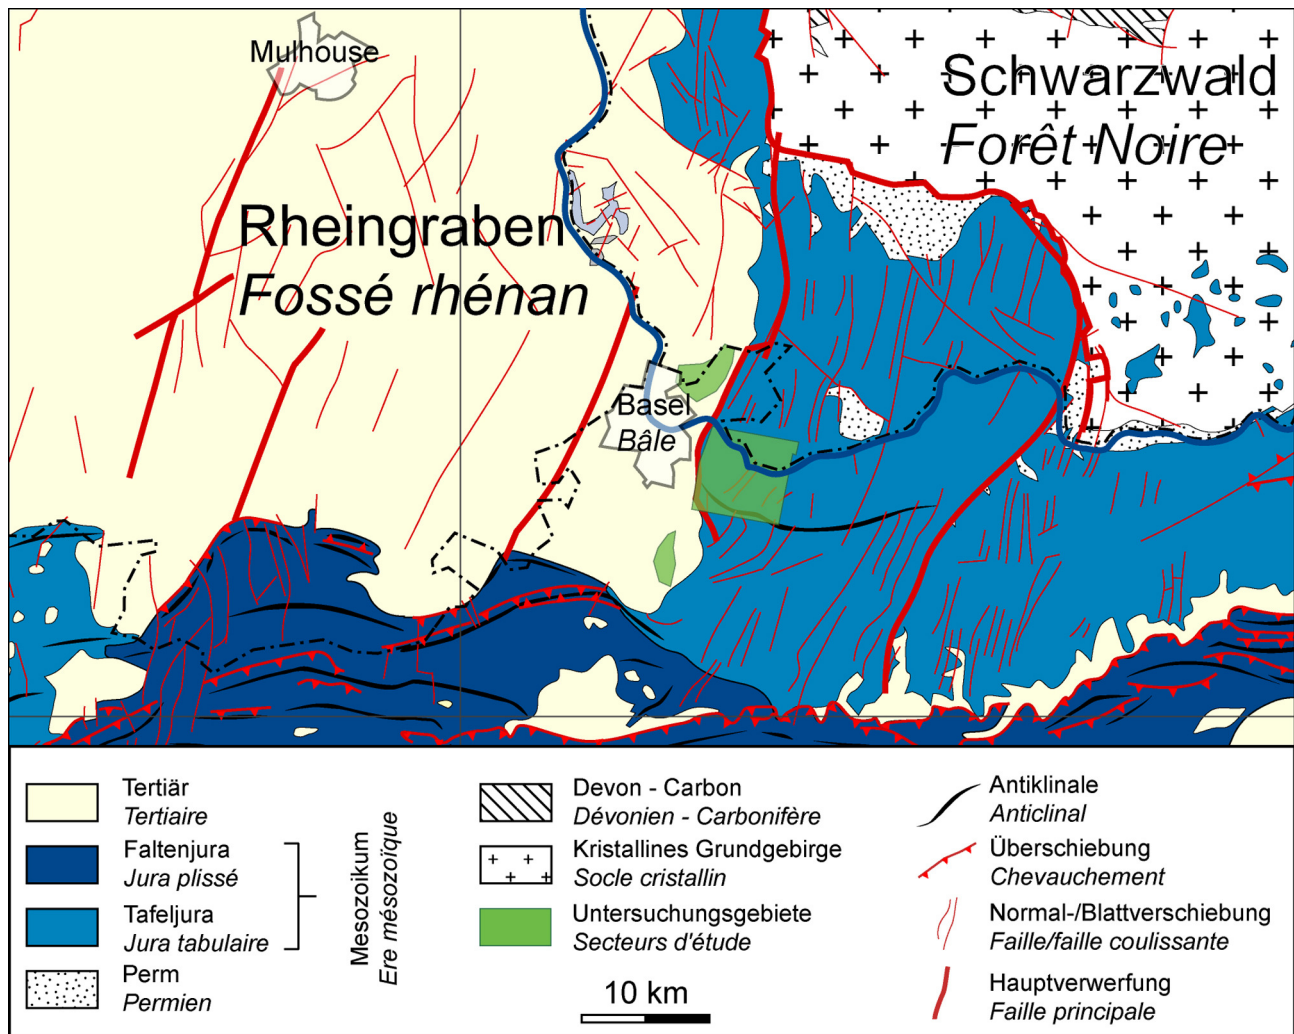 Mulhouse
Schwarzwald
Forêt Noire
Rheingraben
Fossé rhénan
Basel
Bâle
Tertiär
Tertiaire
Faltenjura
Jura plissé
Tafeljura
Jura tabulaire
Perm
Permien
Mesozoikum
Ere mésozoïque
Devon - Carbon
Dévonien - Carbonifère
Kristallines Grundgebirge
Socle cristallin
Untersuchungsgebiete
Secteurs d'étude
10 km
Antiklinale
Anticlinal
Überschiebung
Chevauchement
Normal-/Blattverschiebung
Faille/faille coulissante
Hauptverwerfung
Faille principale